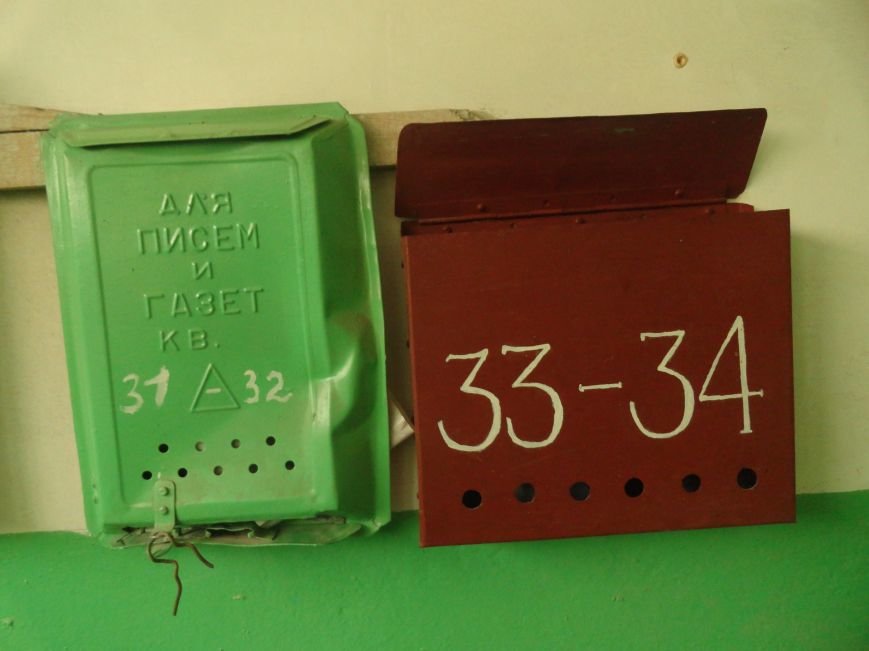 ДЛЯ
ПИСЕМ
И
ГАЗЕТ
КВ.
31 - 32
33-34